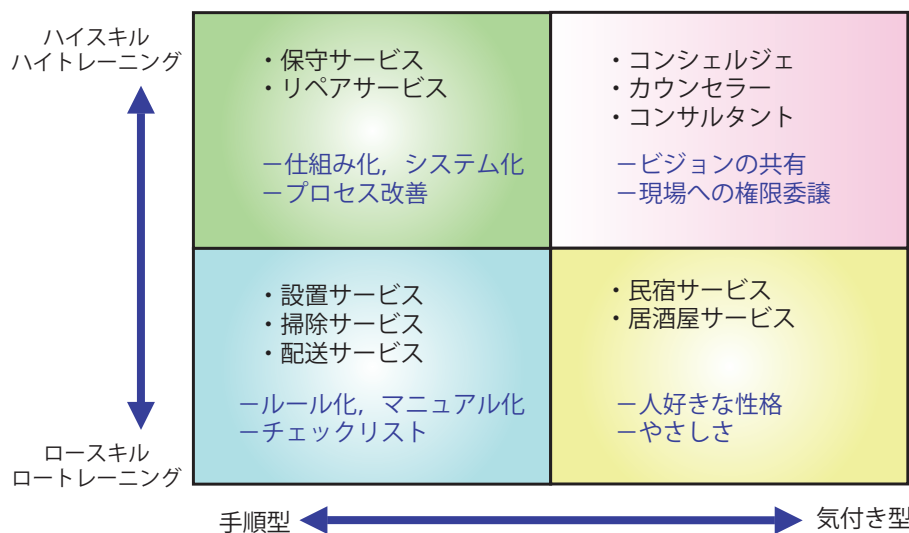 ハイスキル
ハイトレーニング
・保守サービス
・リペアサービス
－仕組み化，システム化
－プロセス改善
・コンシェルジェ
・カウンセラー
・コンサルタント
－ビジョンの共有
－現場への権限委譲
・設置サービス
・掃除サービス
・配送サービス
－ルール化，マニュアル化
－チェックリスト
・民宿サービス
・居酒屋サービス
－人好きな性格
－やさしさ
ロースキル
ロートレーニング
手順型
気付き型